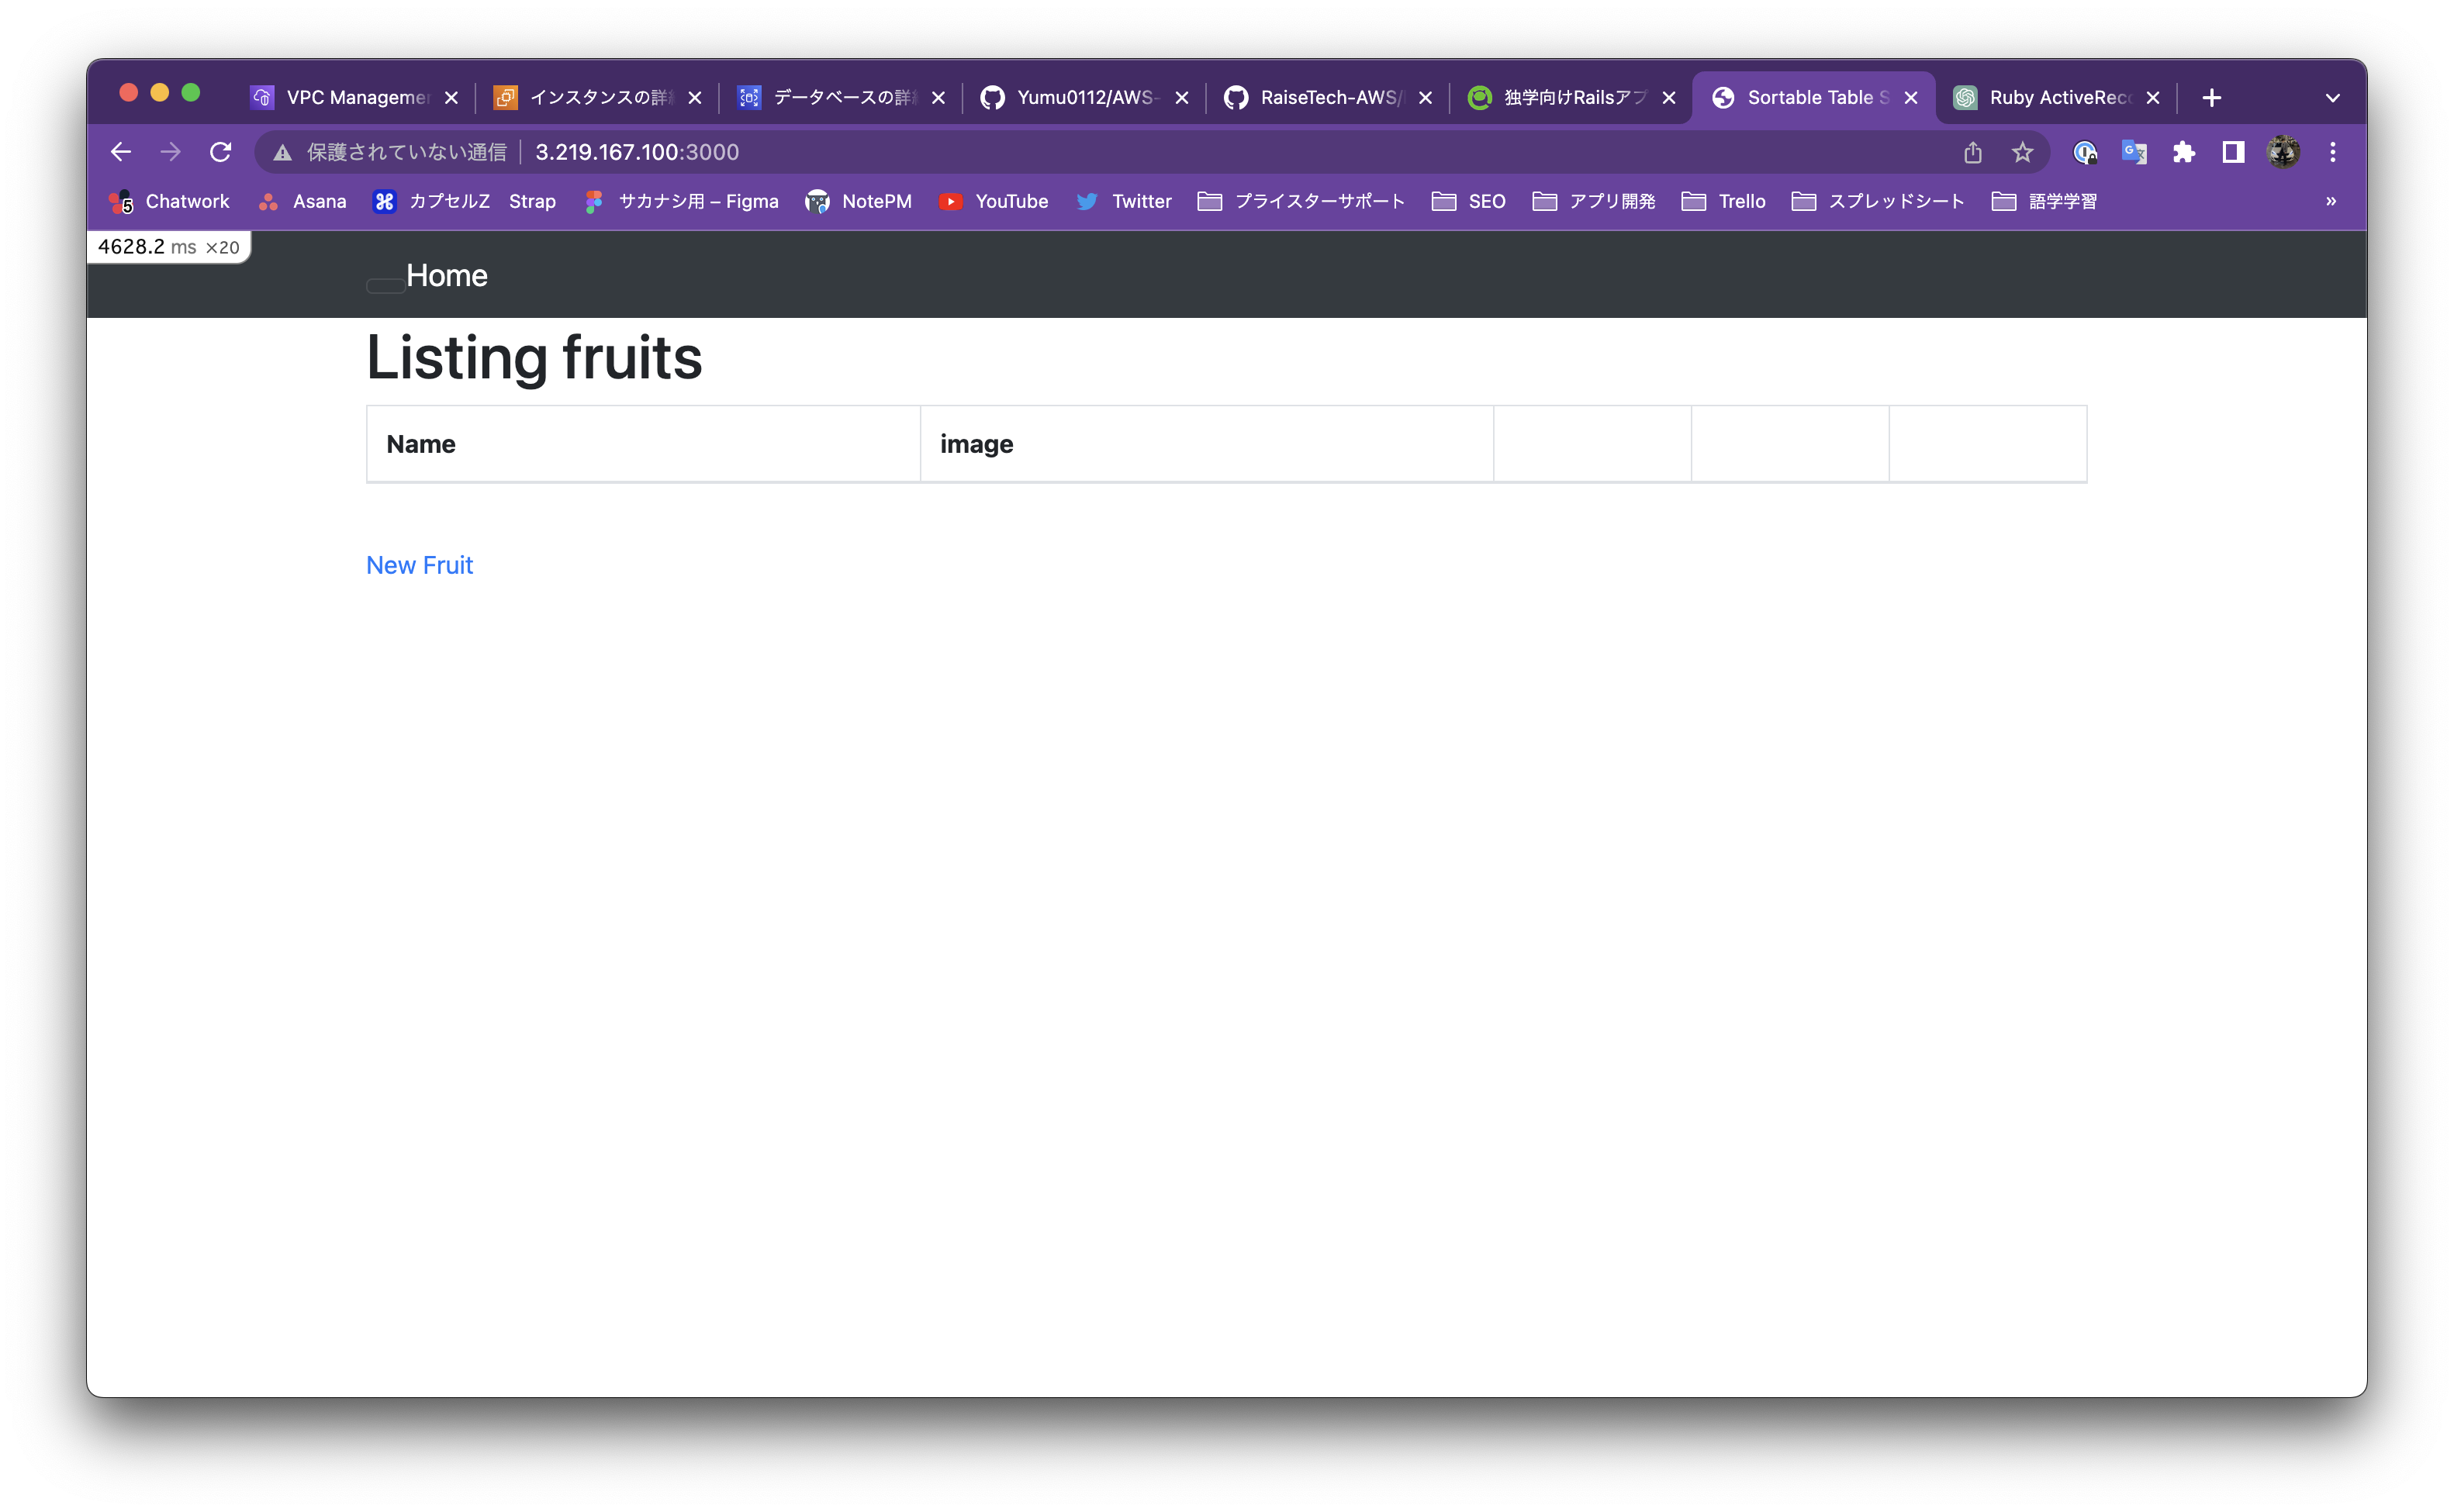 VPC Managemer インスタンスの詳 データベースの詳 Yumu0112/AWS- RaiseTech-AWS/ 独学向けRailsアプ Sortable Table S Ruby ActiveRec
保護されていない通信 3.219.167.100:3000
5 Chatwork Asana カプセルZ Strap サカナシ用 – Figma NotePM YouTube Twitter プライスターサポート SEO アプリ開発 Trello スプレッドシート 語学学習 »
4628.2 ms ×20
Home
Listing fruits
Name image
New Fruit